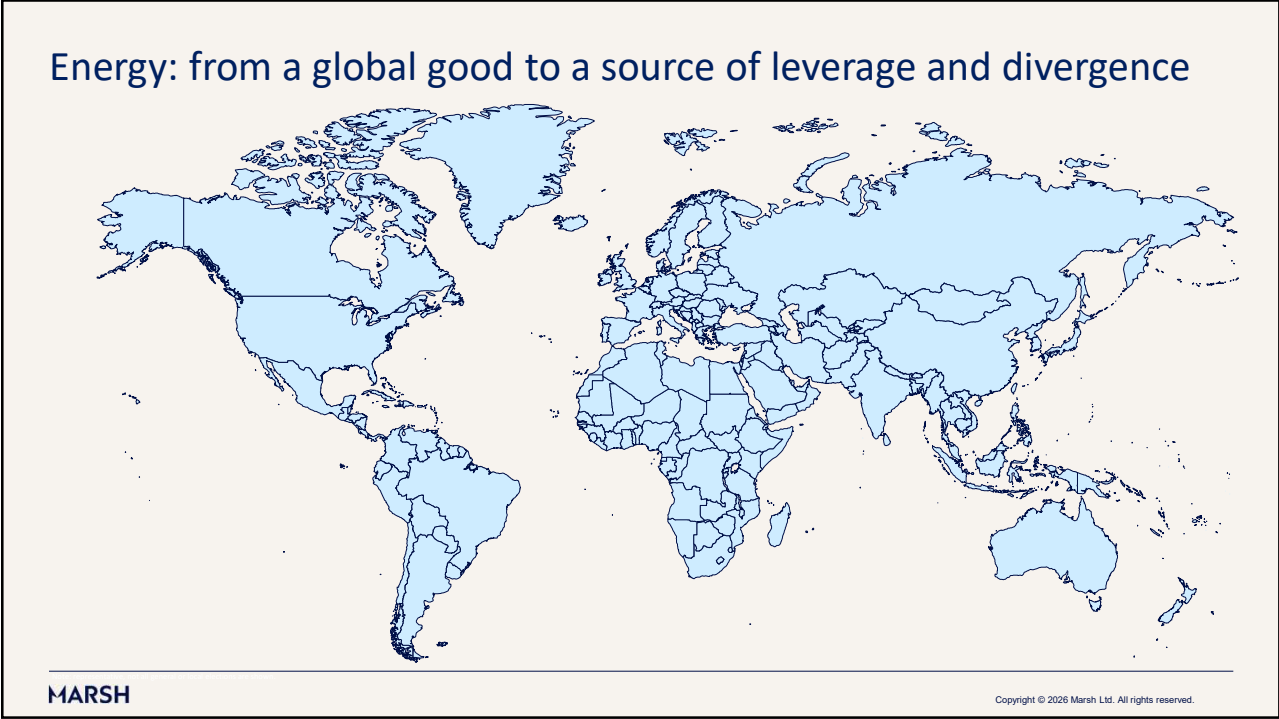 Energy: from a global good to a source of leverage and divergence
MARSH
Copyright © 2026 Marsh Ltd. All rights reserved.